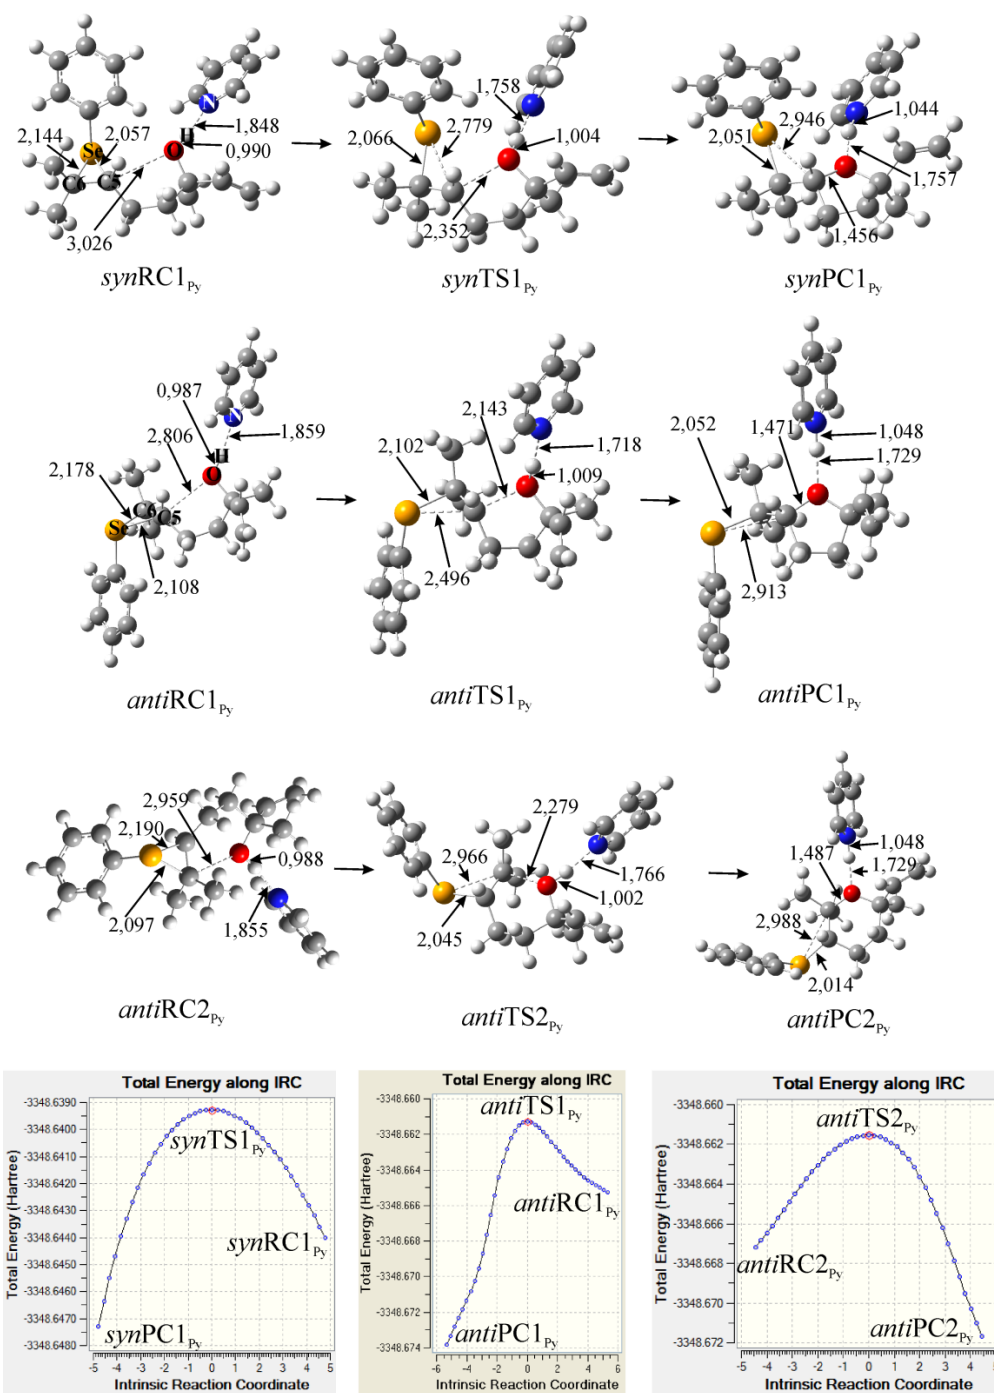 2,144
2,057
N
H
1,848
Se
O
0,990
C6
C5
3,026
synRC1Py
1,758
2,779
2,066
1,004
2,352
synTS1Py
2,946
1,044
2,051
1,757
1,456
synPC1Py
0,987
N
2,806
1,859
H
O
2,178
C6
C5
Se
2,108
antiRC1Py
2,143
2,102
1,718
1,009
2,496
antiTS1Py
2,052
1,471
1,048
1,729
2,913
antiPC1Py
2,959
2,190
0,988
2,097
1,855
antiRC2Py
2,279
2,966
1,766
1,002
2,045
antiTS2Py
1,048
1,487
1,729
2,988
2,014
antiPC2Py
Total Energy along IRC
Total Energy (Hartree)
-3348.6390
-3348.6400
-3348.6410
-3348.6420
-3348.6430
-3348.6440
-3348.6450
-3348.6460
-3348.6470
-3348.6480
synTS1Py
synRC1Py
synPC1Py
-5 -4 -3 -2 -1 0 1 2 3 4 5
Intrinsic Reaction Coordinate
Total Energy along IRC
Total Energy (Hartree)
-3348.660
-3348.662
-3348.664
-3348.666
-3348.668
-3348.670
-3348.672
-3348.674
antiTS1Py
antiRC1Py
antiPC1Py
-6 -4 -2 0 2 4 6
Intrinsic Reaction Coordinate
Total Energy along IRC
Total Energy (Hartree)
-3348.660
-3348.662
-3348.664
-3348.666
-3348.668
-3348.670
-3348.672
antiTS2Py
antiRC2Py
antiPC2Py
-5 -4 -3 -2 -1 0 1 2 3 4 5
Intrinsic Reaction Coordinate